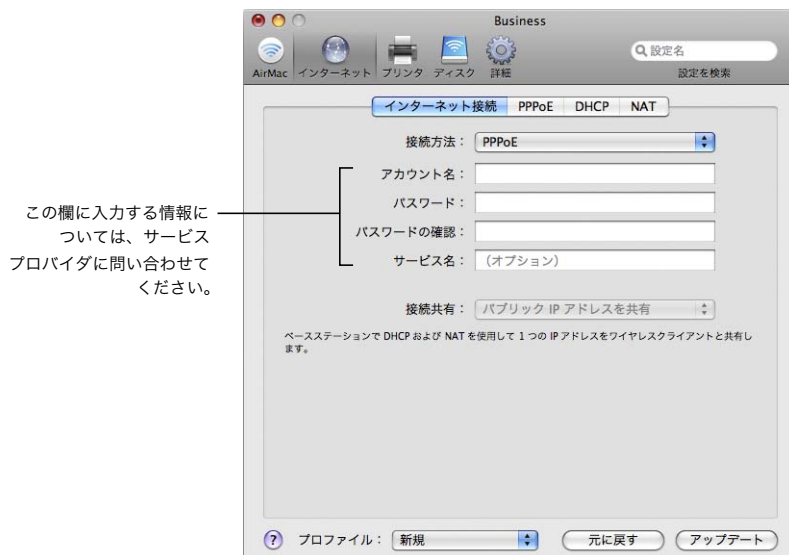 Business
設定名
AirMac インターネット プリンタ ディスク 詳細 設定を検索
インターネット接続 PPPoE DHCP NAT
接続方法： PPPoE
アカウント名：
パスワード：
パスワードの確認：
サービス名： （オプション）
この欄に入力する情報に
ついては、サービス
プロバイダに問い合わせて
ください。
接続共有： パブリック IP アドレスを共有
ベースステーションで DHCP および NAT を使用して 1 つの IP アドレスをワイヤレスクライアントと共有し
ます。
? プロファイル： 新規 元に戻す アップデート